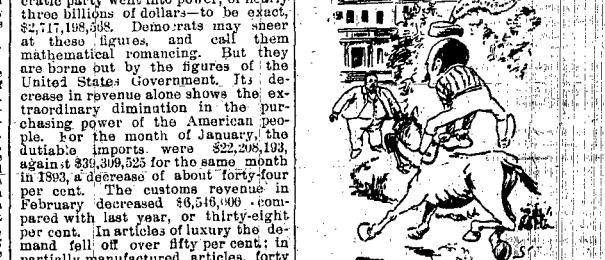 cratic party went into power, of nearly
three billions of dollars—to be exact,
$2,717,198,568. Democrats may sneer
at these figures, and call them
mathematical romancing. But they
are borne out by the figures of the
United States Government. Its de-
crease in revenue alone shows the ex-
traordinary diminution in the pur-
chasing power of the American peo-
ple. For the month of January, the
dutiable imports were $22,208,193,
against $39,309,525 for the same month
in 1893, a decrease of about forty-four
per cent. The customs revenue in
February decreased $6,546,006 com-
pared with last year, or thirty-eight
per cent. In articles of luxury the de-
mand fell off over fifty per cent; in
partially manufactured articles, forty